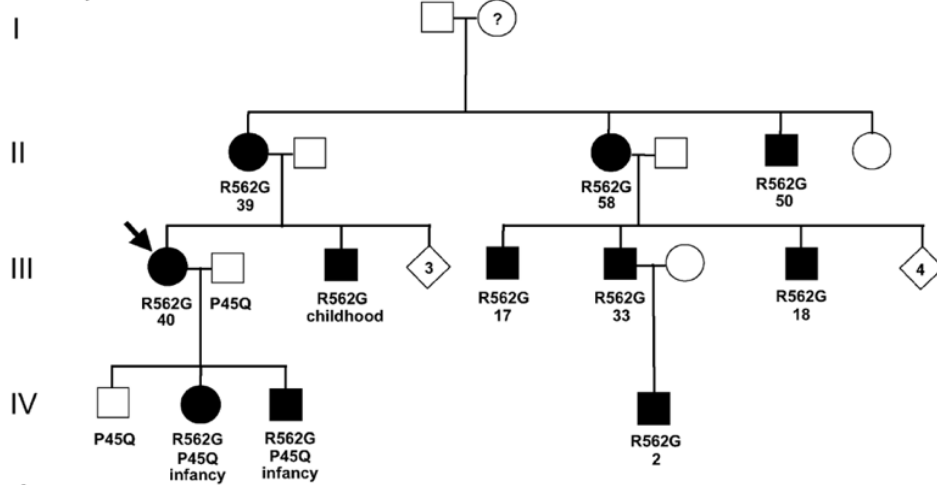 I
?
II
R562G
39
R562G
58
R562G
50
III
R562G
40
P45Q
R562G
childhood
3
R562G
17
R562G
33
R562G
18
4
IV
P45Q
R562G
P45Q
infancy
R562G
P45Q
infancy
R562G
2